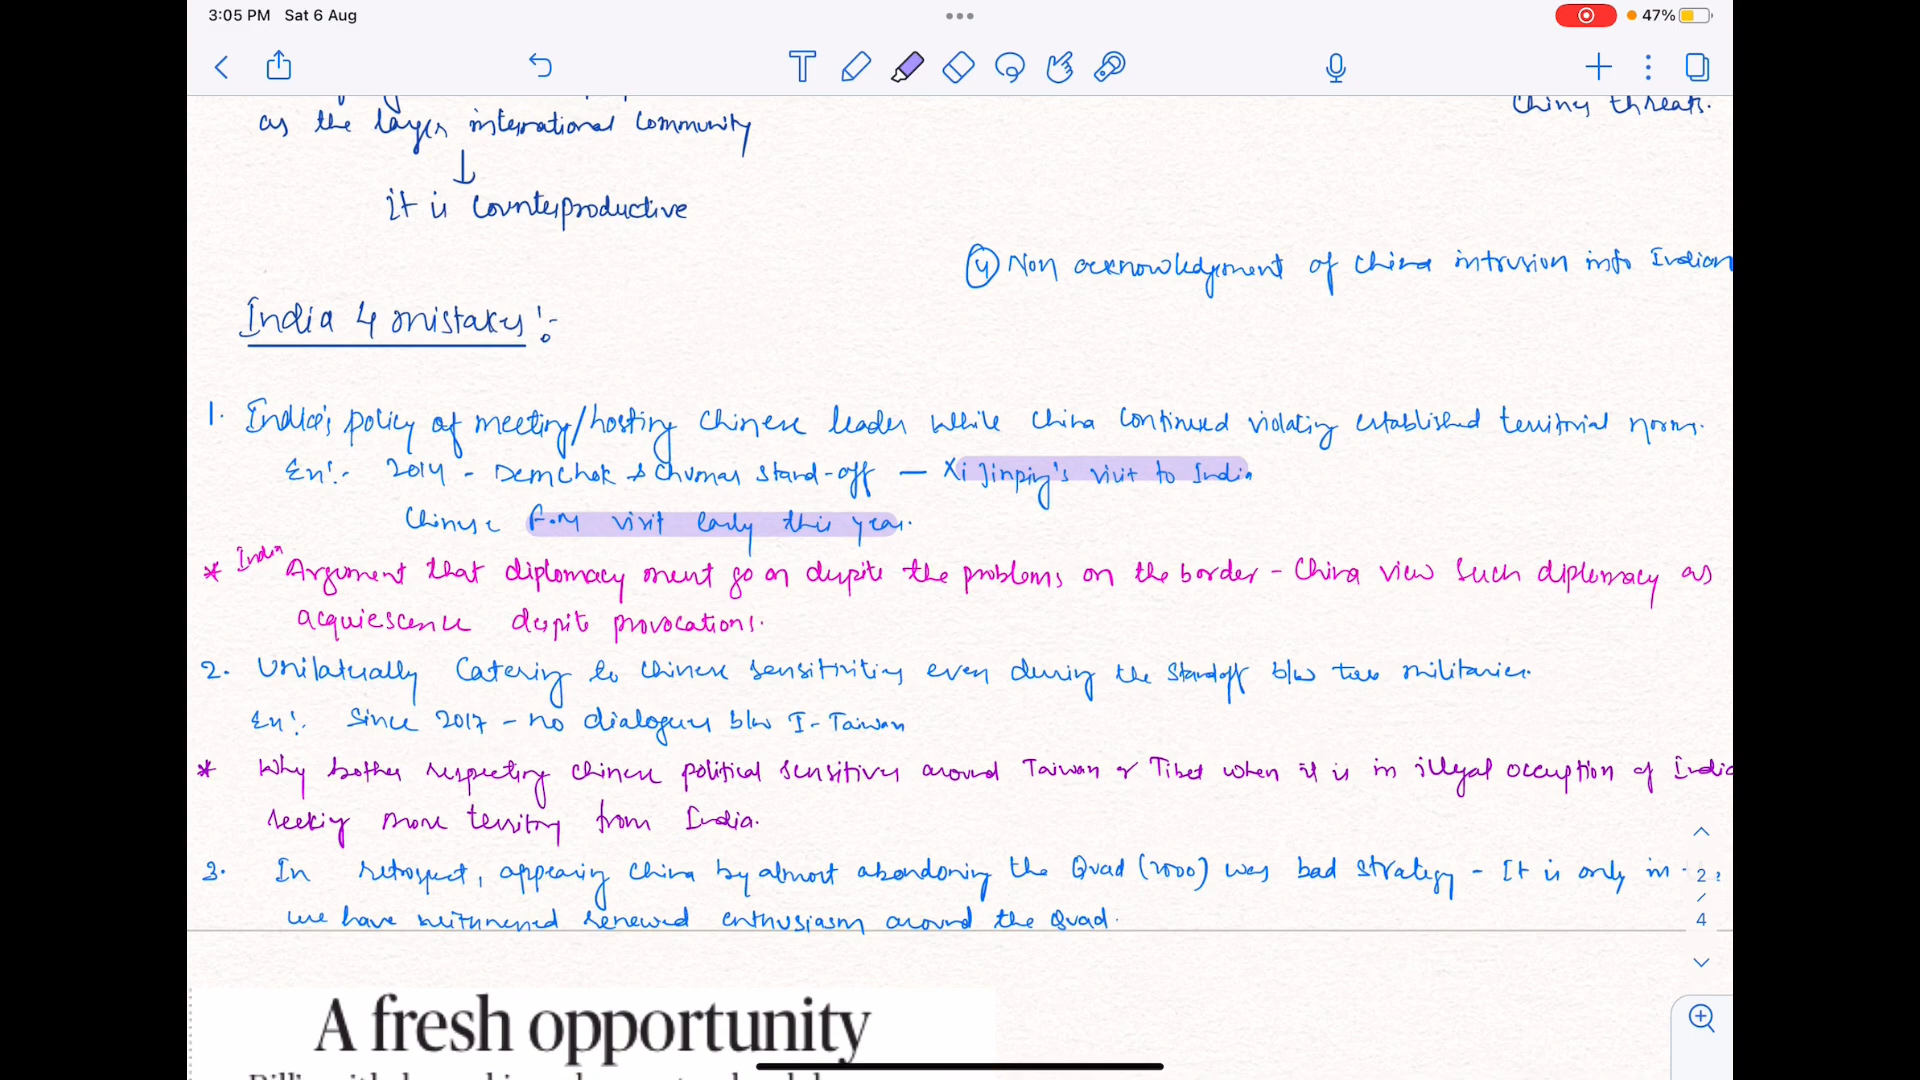 3:05 PM Sat 6 Aug
47%
China threats.
as the larger international community
it is counterproductive
4 Non acknowledgement of China intrusion into Indian
India 4 mistakes :-
1. India's policy of meeting/hosting Chinese leader while China continued violating established territorial norms.
Ex:- 2014 - Demchok & Chumar stand-off — Xi Jinping's visit to India
Chinese F.M visit early this year.
* India Argument that diplomacy must go on despite the problems on the border - China view such diplomacy as
acquiescence despite provocations.
2. Unilaterally catering to Chinese sensitivities even during the standoff b/w two militaries.
Ex:- Since 2017 - no dialogues b/w I-Taiwan
* Why bother respecting Chinese political sensitives around Taiwan & Tibet when it is in illegal occuption of India
seeking more territory from India.
3. In retrospect, appeasing China by almost abandoning the Quad (2000) was bad strategy - It is only in
we have witnessed renewed enthusiasm around the Quad.
2
/
4
A fresh opportunity